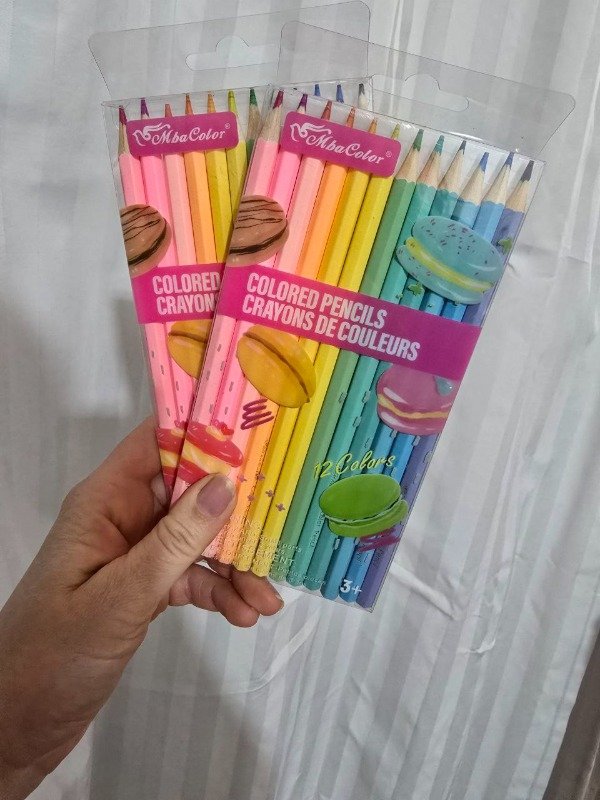 MbaColor®
COLORED
CRAYON
MbaColor®
COLORED PENCILS
CRAYONS DE COULEURS
12 Colors
3+